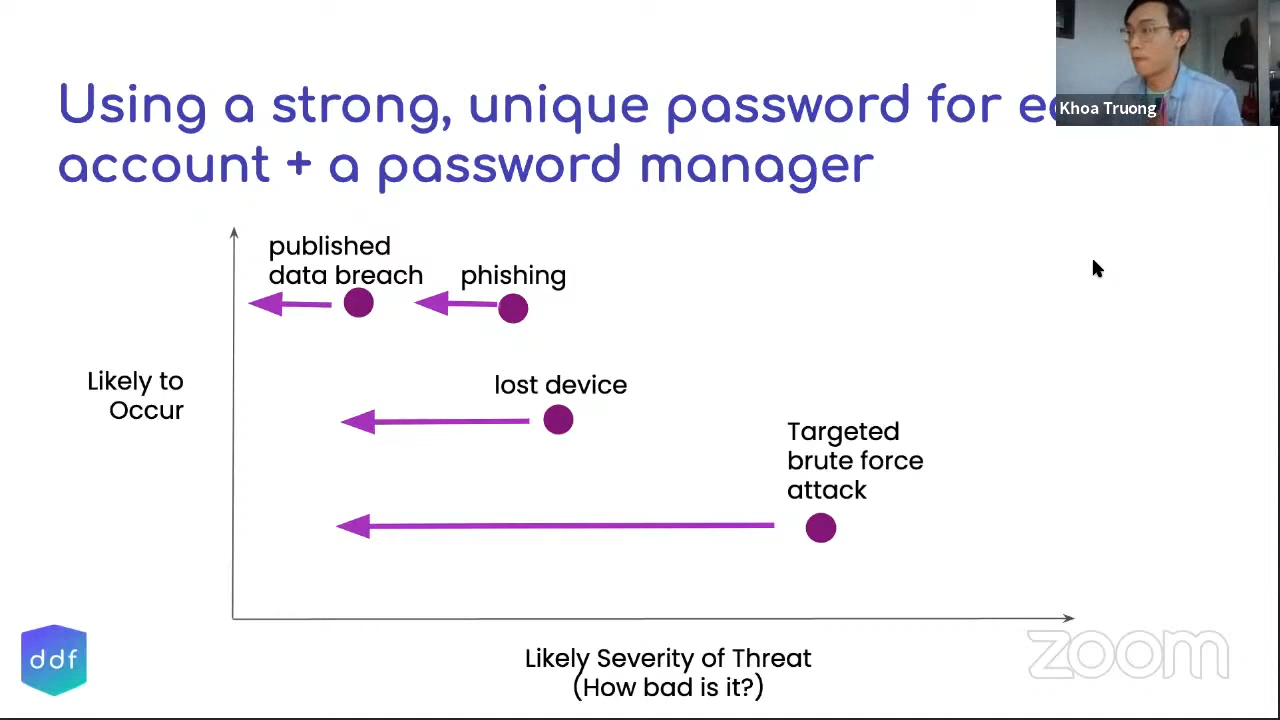 Using a strong, unique password for
account + a password manager
Khoa Truong
published
data breach
phishing
Likely to
Occur
lost device
Targeted
brute force
attack
Likely Severity of Threat
(How bad is it?)
ddf
zoom